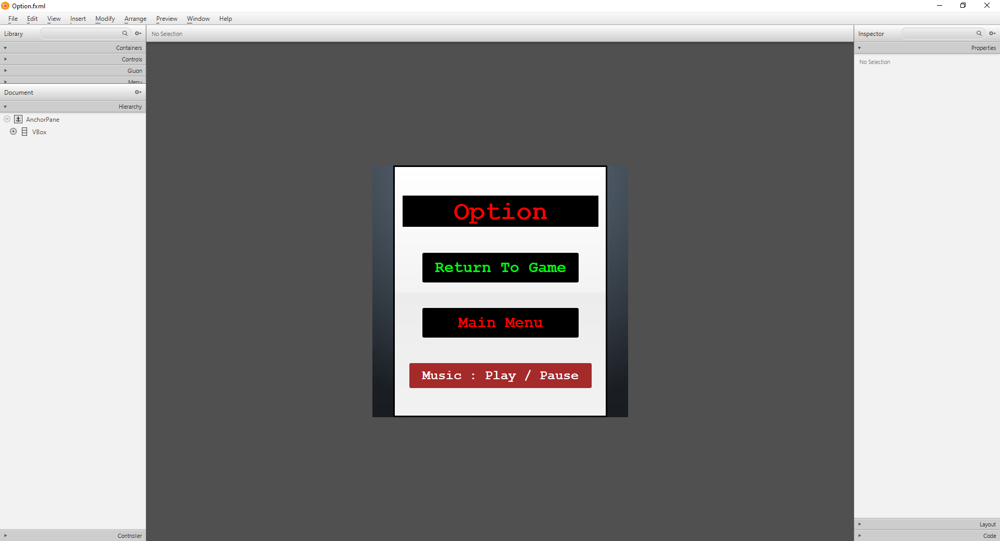 Option.fxml
File Edit View Insert Modify Arrange Preview Window Help
Library
No Selection
Inspector
Containers
Controls
Gluon
Menu
Document
Hierarchy
AnchorPane
VBox
Controller
Option
Return To Game
Main Menu
Music : Play / Pause
Properties
No Selection
Layout
Code